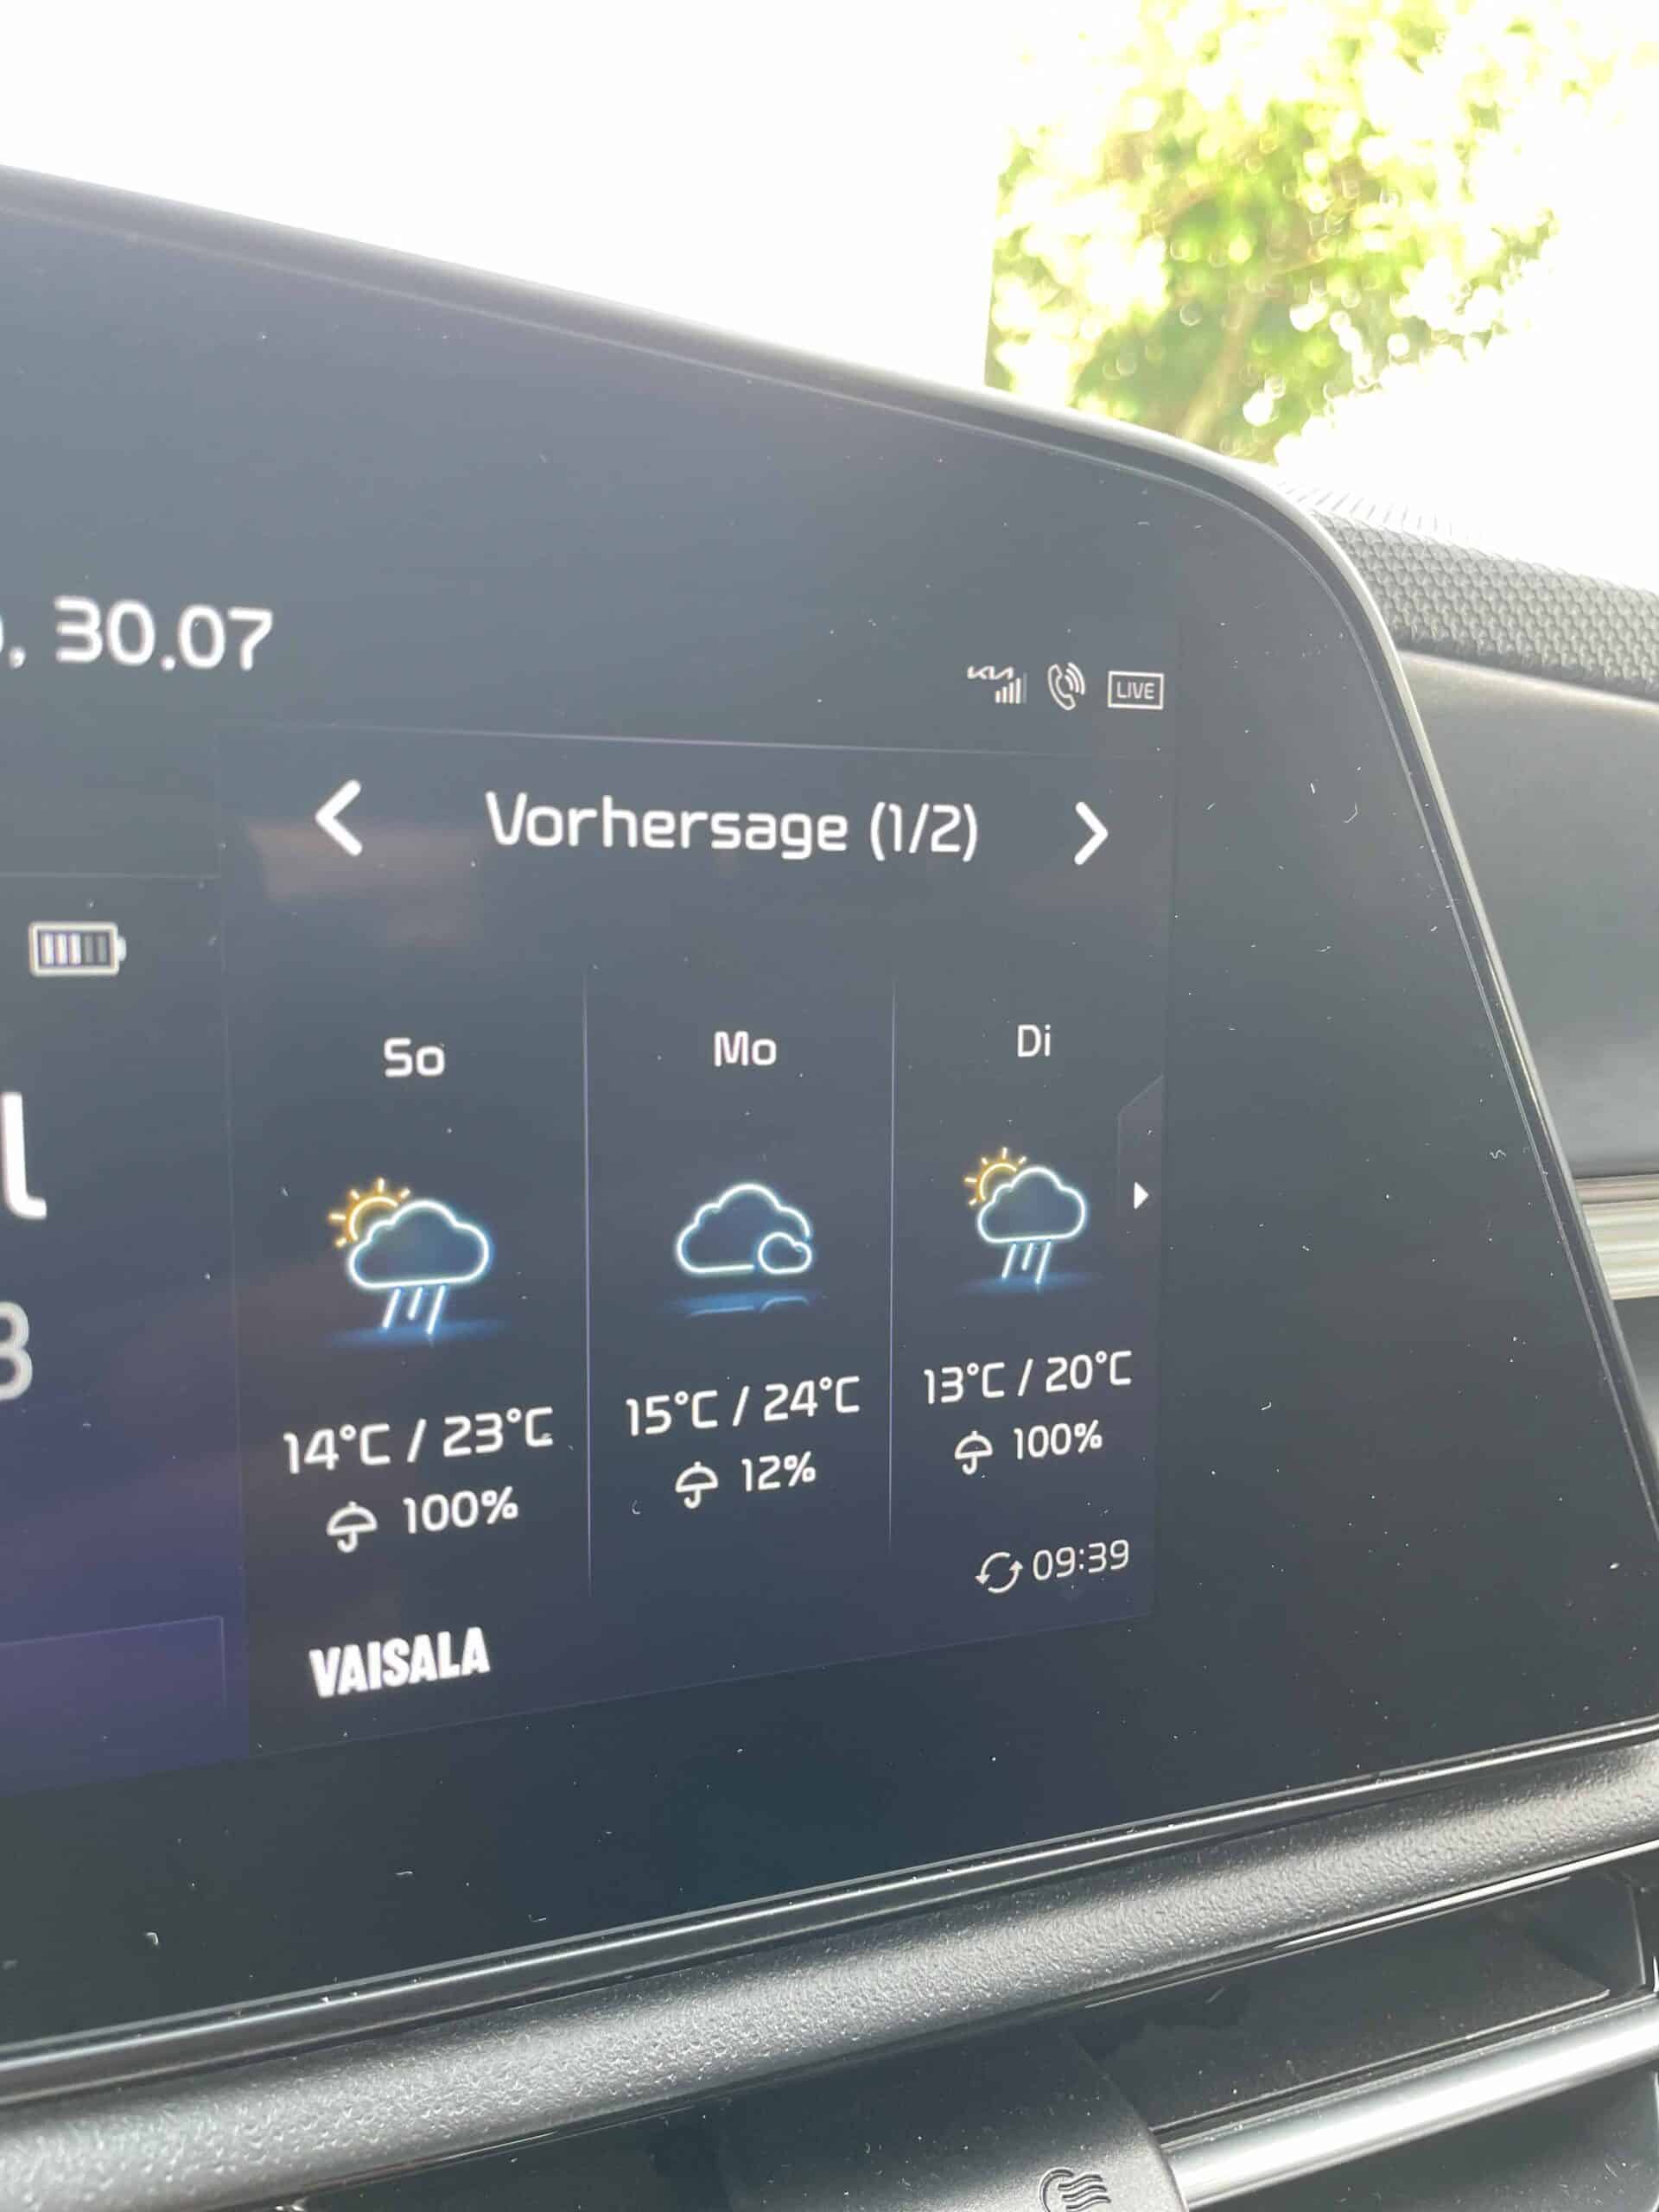 , 30.07
KIA
LIVE
Vorhersage (1/2)
So
Mo
Di
14°C / 23°C
15°C / 24°C
13°C / 20°C
100%
12%
100%
09:39
VAISALA